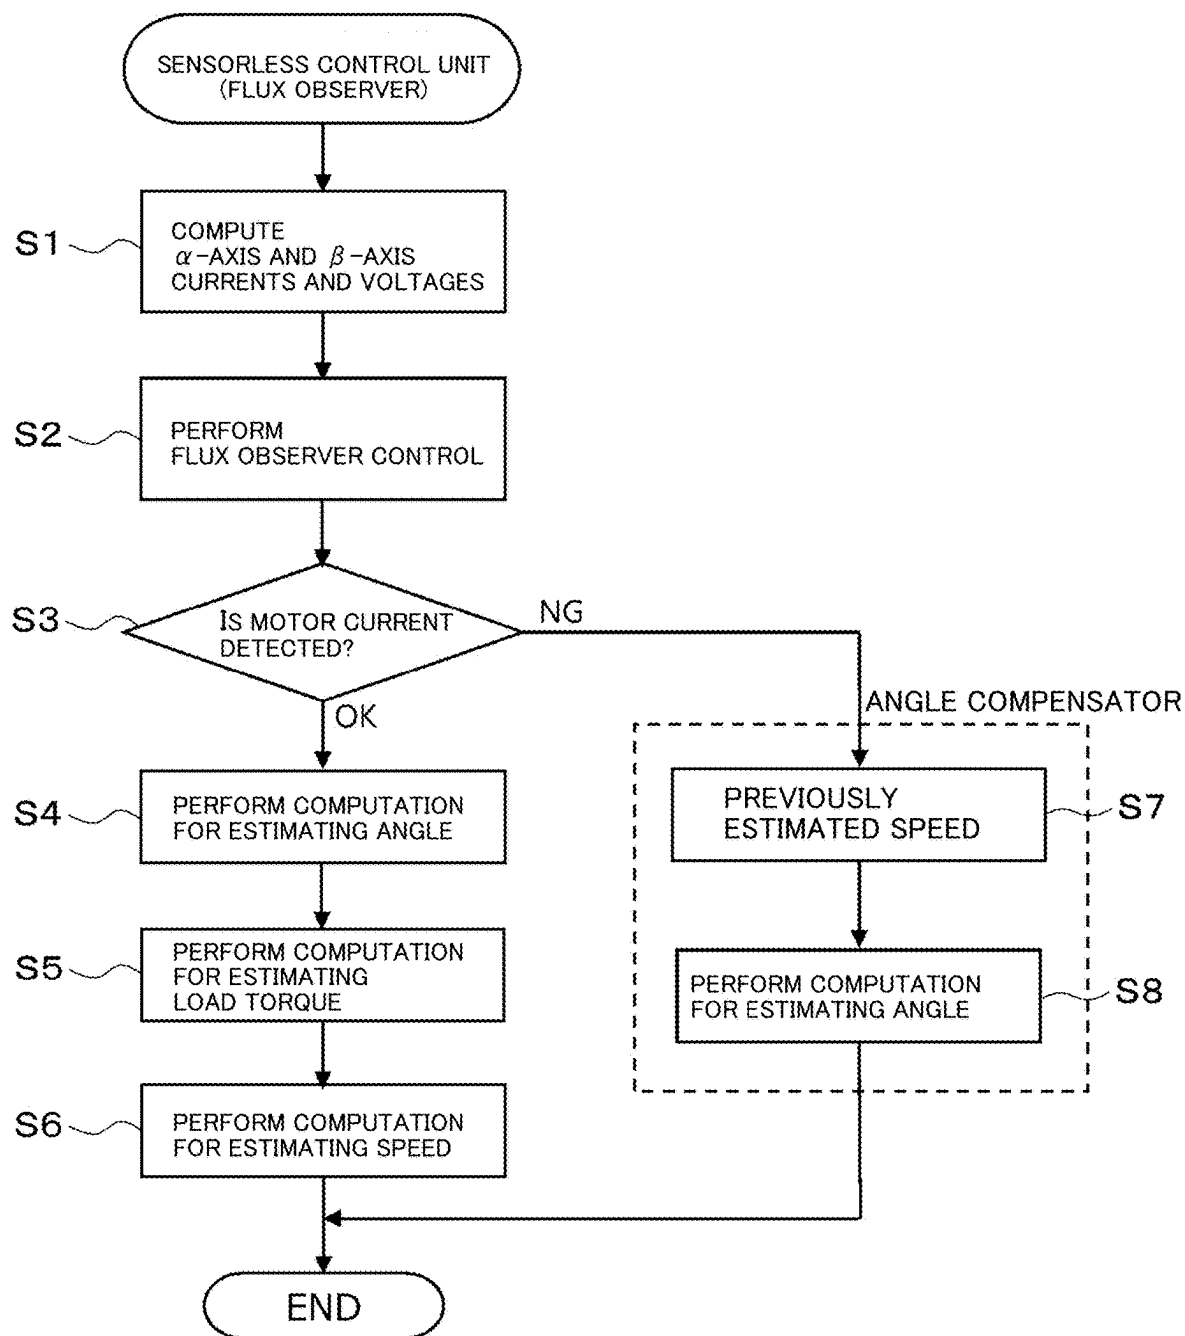 SENSORLESS CONTROL UNIT
(FLUX OBSERVER)
S1
COMPUTE
α-AXIS AND β-AXIS
CURRENTS AND VOLTAGES
S2
PERFORM
FLUX OBSERVER CONTROL
S3
IS MOTOR CURRENT
DETECTED?
NG
OK
ANGLE COMPENSATOR
S4
PERFORM COMPUTATION
FOR ESTIMATING ANGLE
PREVIOUSLY
ESTIMATED SPEED
S7
S5
PERFORM COMPUTATION
FOR ESTIMATING
LOAD TORQUE
PERFORM COMPUTATION
FOR ESTIMATING ANGLE
S8
S6
PERFORM COMPUTATION
FOR ESTIMATING SPEED
END